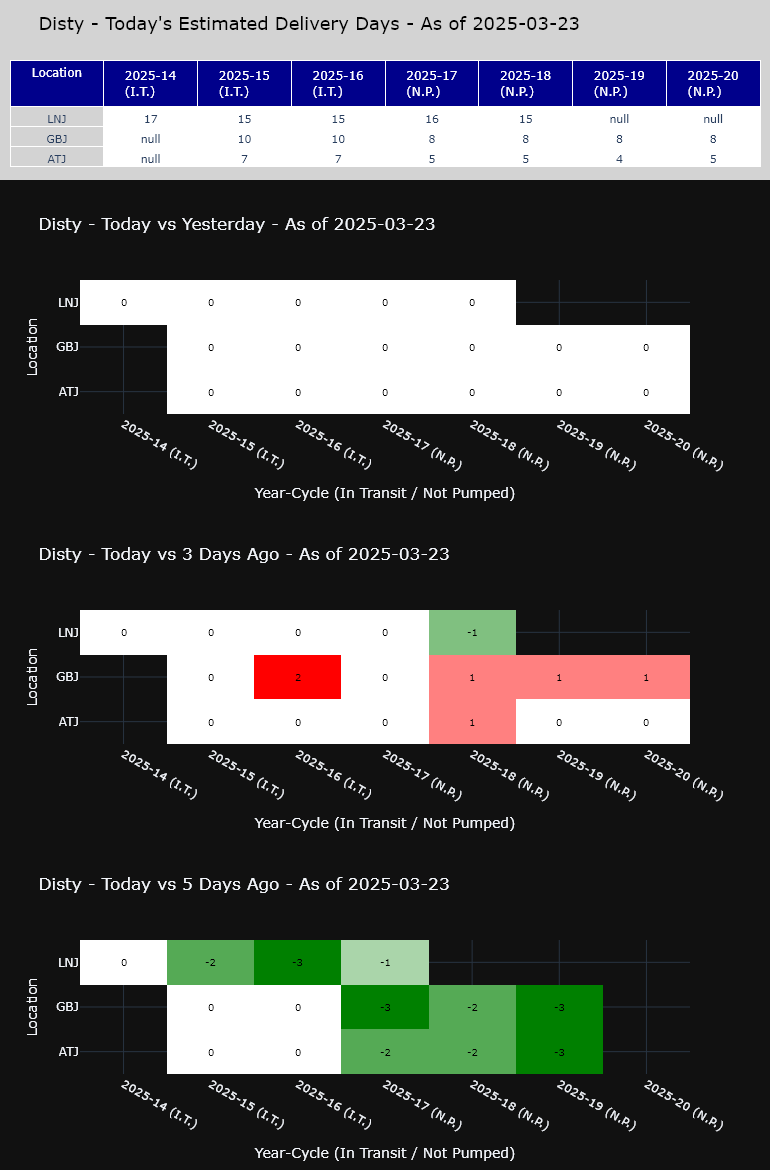 Disty - Today's Estimated Delivery Days - As of 2025-03-23
Location 2025-14 (I.T.) 2025-15 (I.T.) 2025-16 (I.T.) 2025-17 (N.P.) 2025-18 (N.P.) 2025-19 (N.P.) 2025-20 (N.P.)
LNJ 17 15 15 16 15 null null
GBJ null 10 10 8 8 8 8
ATJ null 7 7 5 5 4 5
Disty - Today vs Yesterday - As of 2025-03-23
Location
LNJ 0 0 0 0 0
GBJ 0 0 0 0 0 0
ATJ 0 0 0 0 0 0
2025-14 (I.T.) 2025-15 (I.T.) 2025-16 (I.T.) 2025-17 (N.P.) 2025-18 (N.P.) 2025-19 (N.P.) 2025-20 (N.P.)
Year-Cycle (In Transit / Not Pumped)
Disty - Today vs 3 Days Ago - As of 2025-03-23
Location
LNJ 0 0 0 0 -1
GBJ 0 2 0 1 1 1
ATJ 0 0 0 1 0 0
2025-14 (I.T.) 2025-15 (I.T.) 2025-16 (I.T.) 2025-17 (N.P.) 2025-18 (N.P.) 2025-19 (N.P.) 2025-20 (N.P.)
Year-Cycle (In Transit / Not Pumped)
Disty - Today vs 5 Days Ago - As of 2025-03-23
Location
LNJ 0 -2 -3 -1
GBJ 0 0 -3 -2 -3
ATJ 0 0 -2 -2 -3
2025-14 (I.T.) 2025-15 (I.T.) 2025-16 (I.T.) 2025-17 (N.P.) 2025-18 (N.P.) 2025-19 (N.P.) 2025-20 (N.P.)
Year-Cycle (In Transit / Not Pumped)